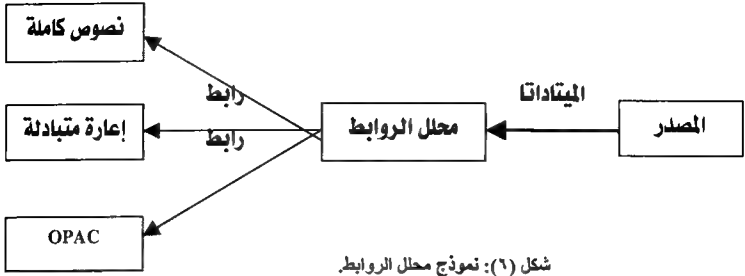 نصوص كاملة
رابط
الميتاداتا
المصدر
محلل الروابط
إعارة متبادلة
رابط
OPAC
شكل (٦): نموذج محلل الروابط.